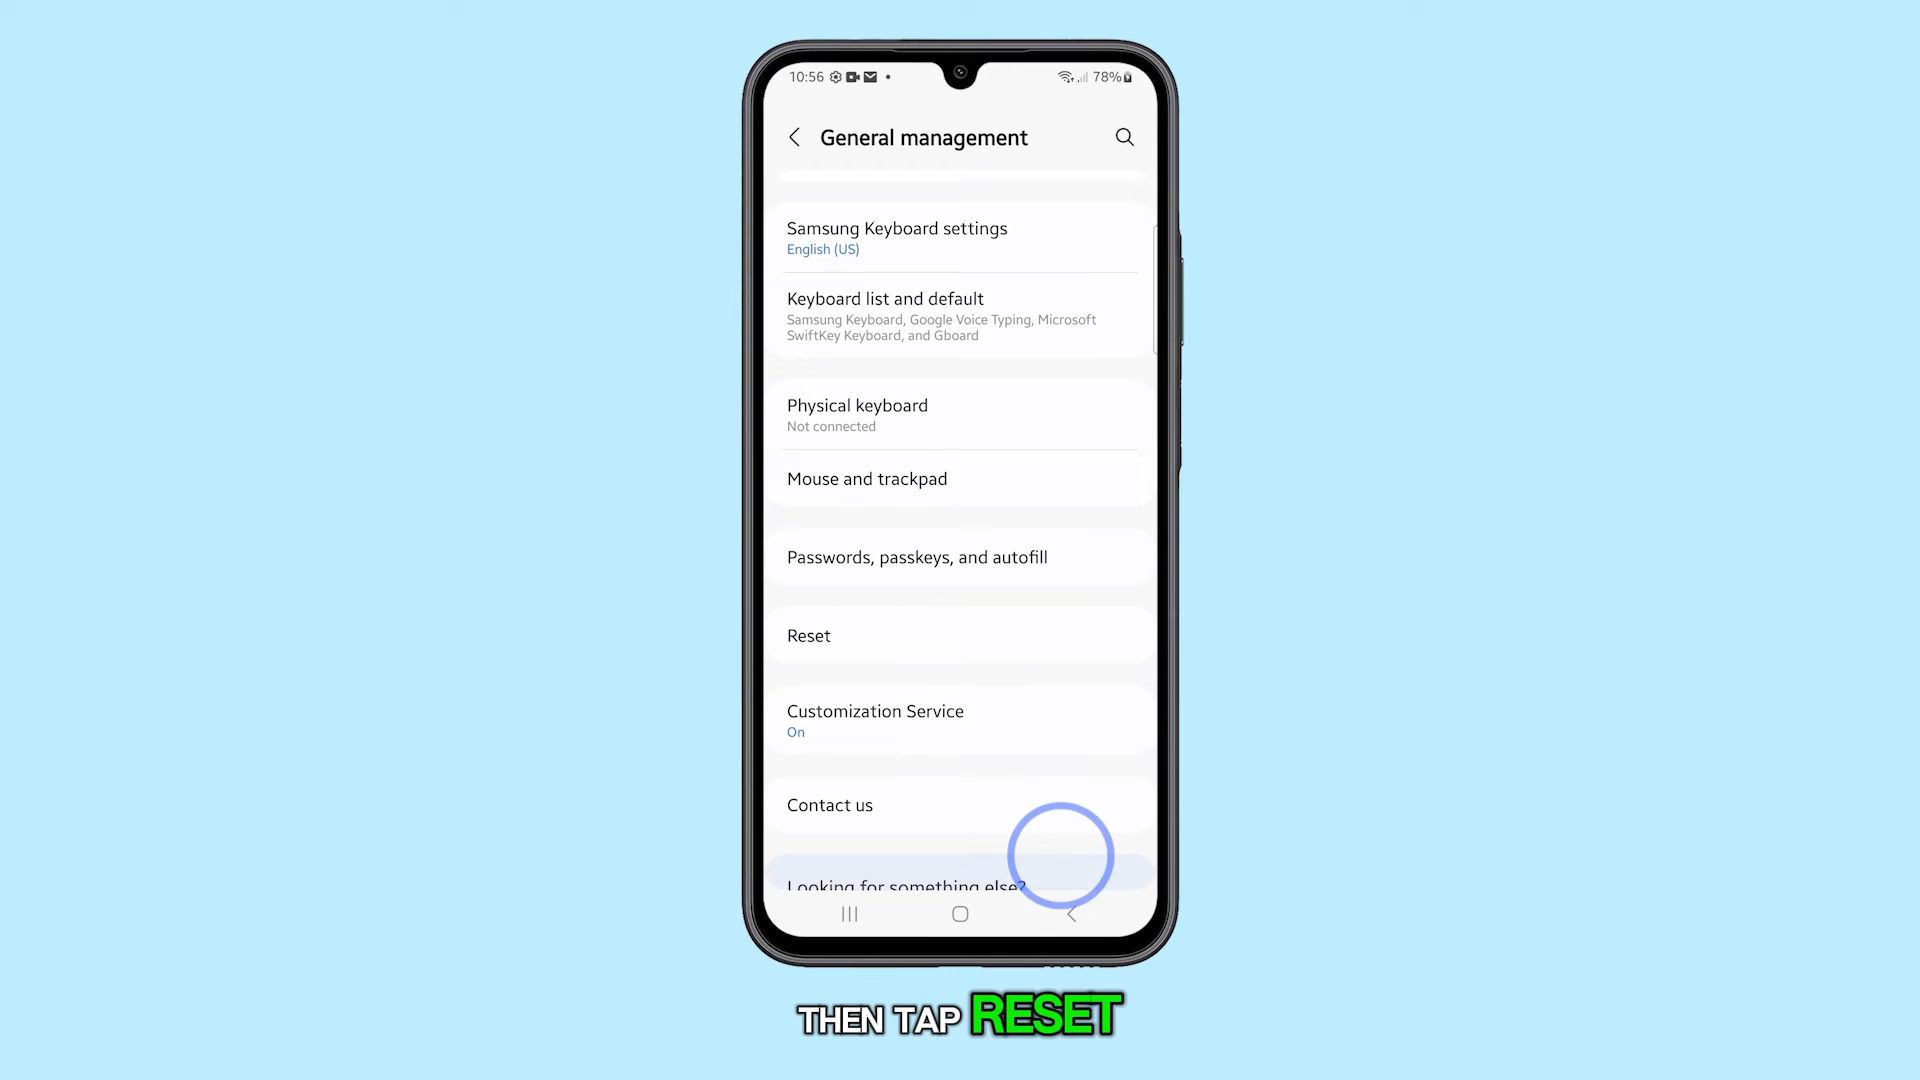 10:56
78%
General management
Samsung Keyboard settings
English (US)
Keyboard list and default
Samsung Keyboard, Google Voice Typing, Microsoft
SwiftKey Keyboard, and Gboard
Physical keyboard
Not connected
Mouse and trackpad
Passwords, passkeys, and autofill
Reset
Customization Service
On
Contact us
Looking for something else?
THEN TAP RESET